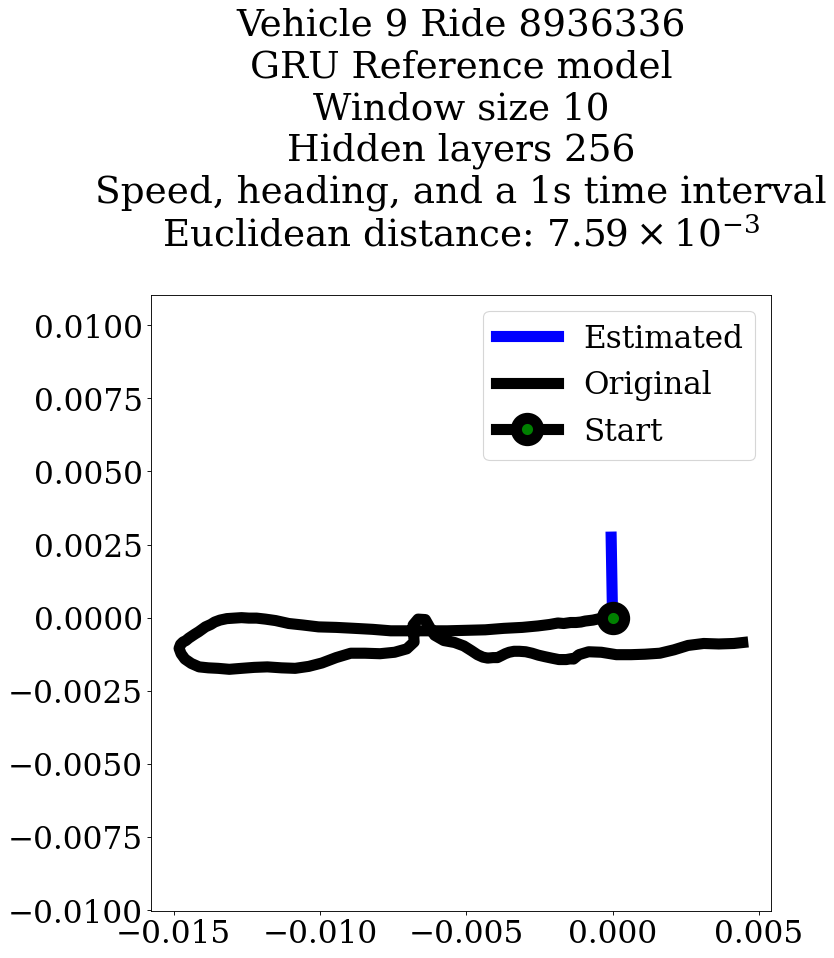 Vehicle 9 Ride 8936336
GRU Reference model
Window size 10
Hidden layers 256
Speed, heading, and a 1s time interval
Euclidean distance: 7.59 × 10⁻³
Estimated
Original
Start
0.0100
0.0075
0.0050
0.0025
0.0000
−0.0025
−0.0050
−0.0075
−0.0100
−0.015 −0.010 −0.005 0.000 0.005